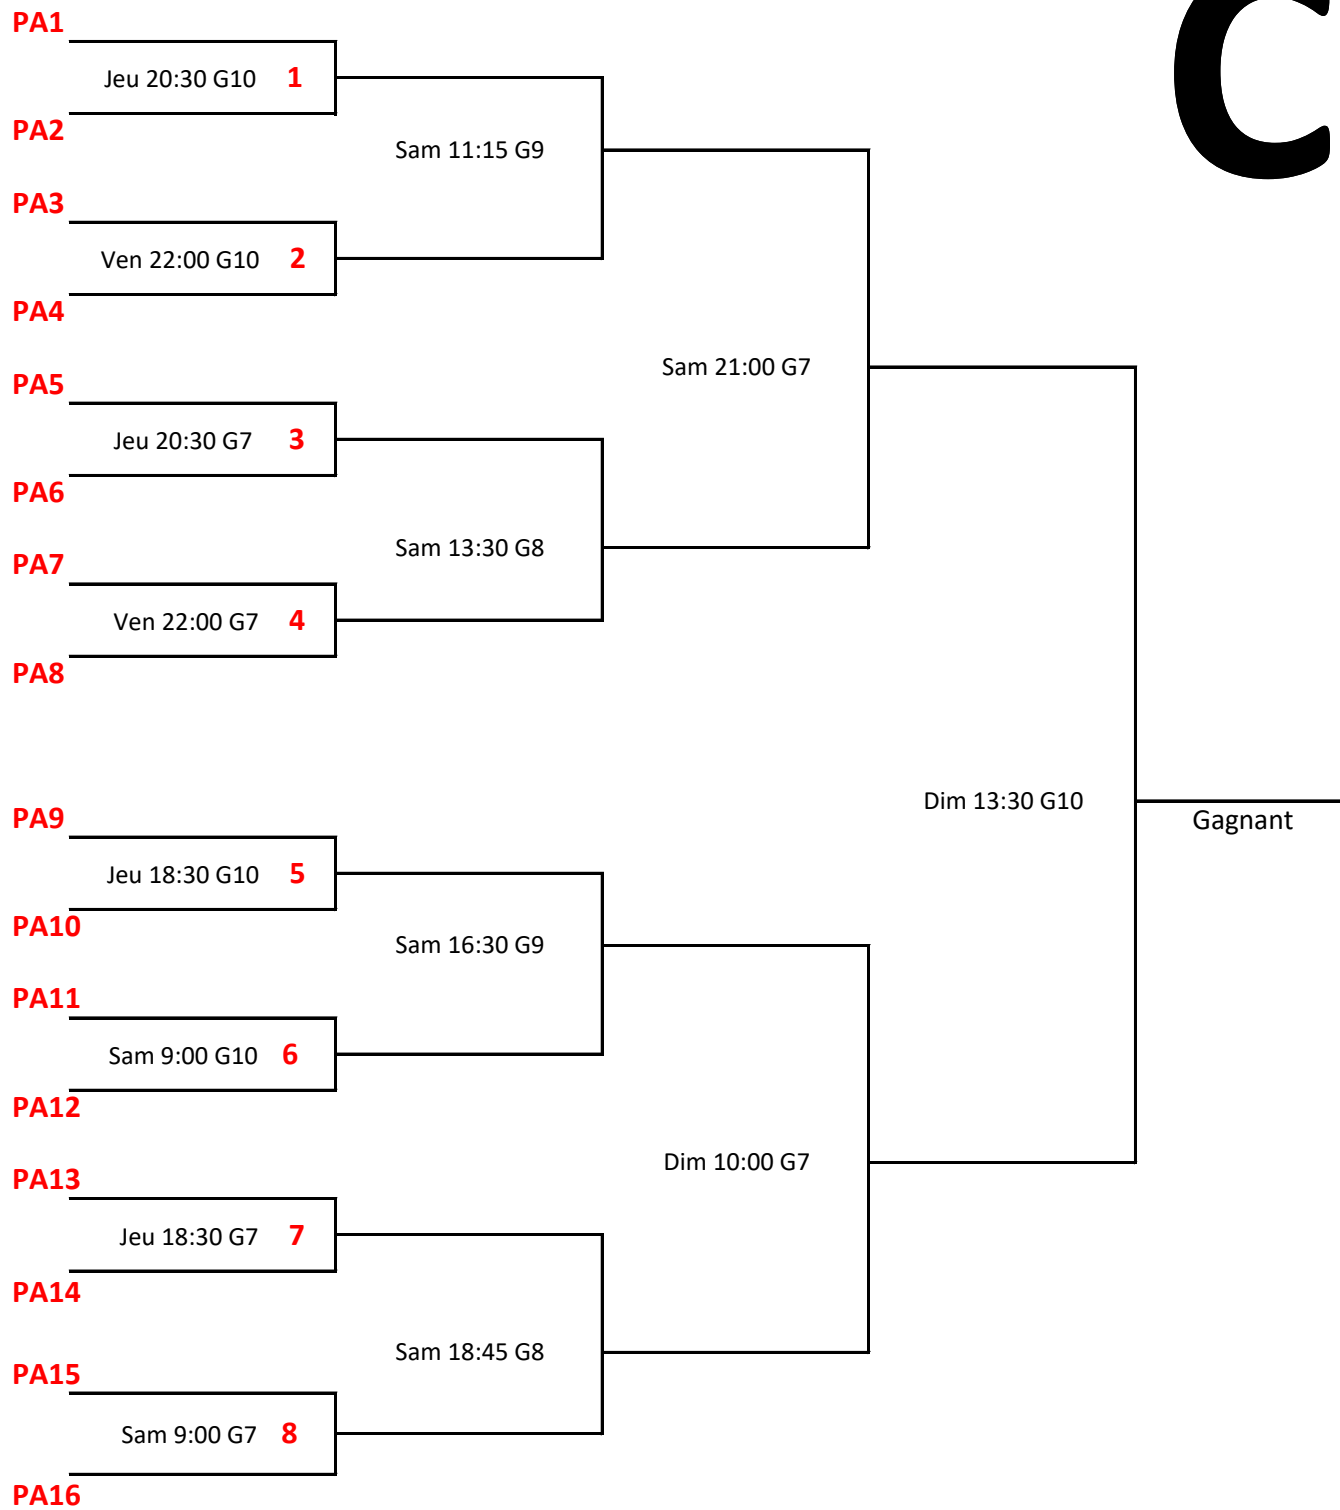 C
PA1
Jeu 20:30 G10 1
PA2
Sam 11:15 G9
PA3
Ven 22:00 G10 2
PA4
Sam 21:00 G7
PA5
Jeu 20:30 G7 3
PA6
Sam 13:30 G8
PA7
Ven 22:00 G7 4
PA8
Dim 13:30 G10
Gagnant
PA9
Jeu 18:30 G10 5
PA10
Sam 16:30 G9
PA11
Sam 9:00 G10 6
PA12
Dim 10:00 G7
PA13
Jeu 18:30 G7 7
PA14
Sam 18:45 G8
PA15
Sam 9:00 G7 8
PA16